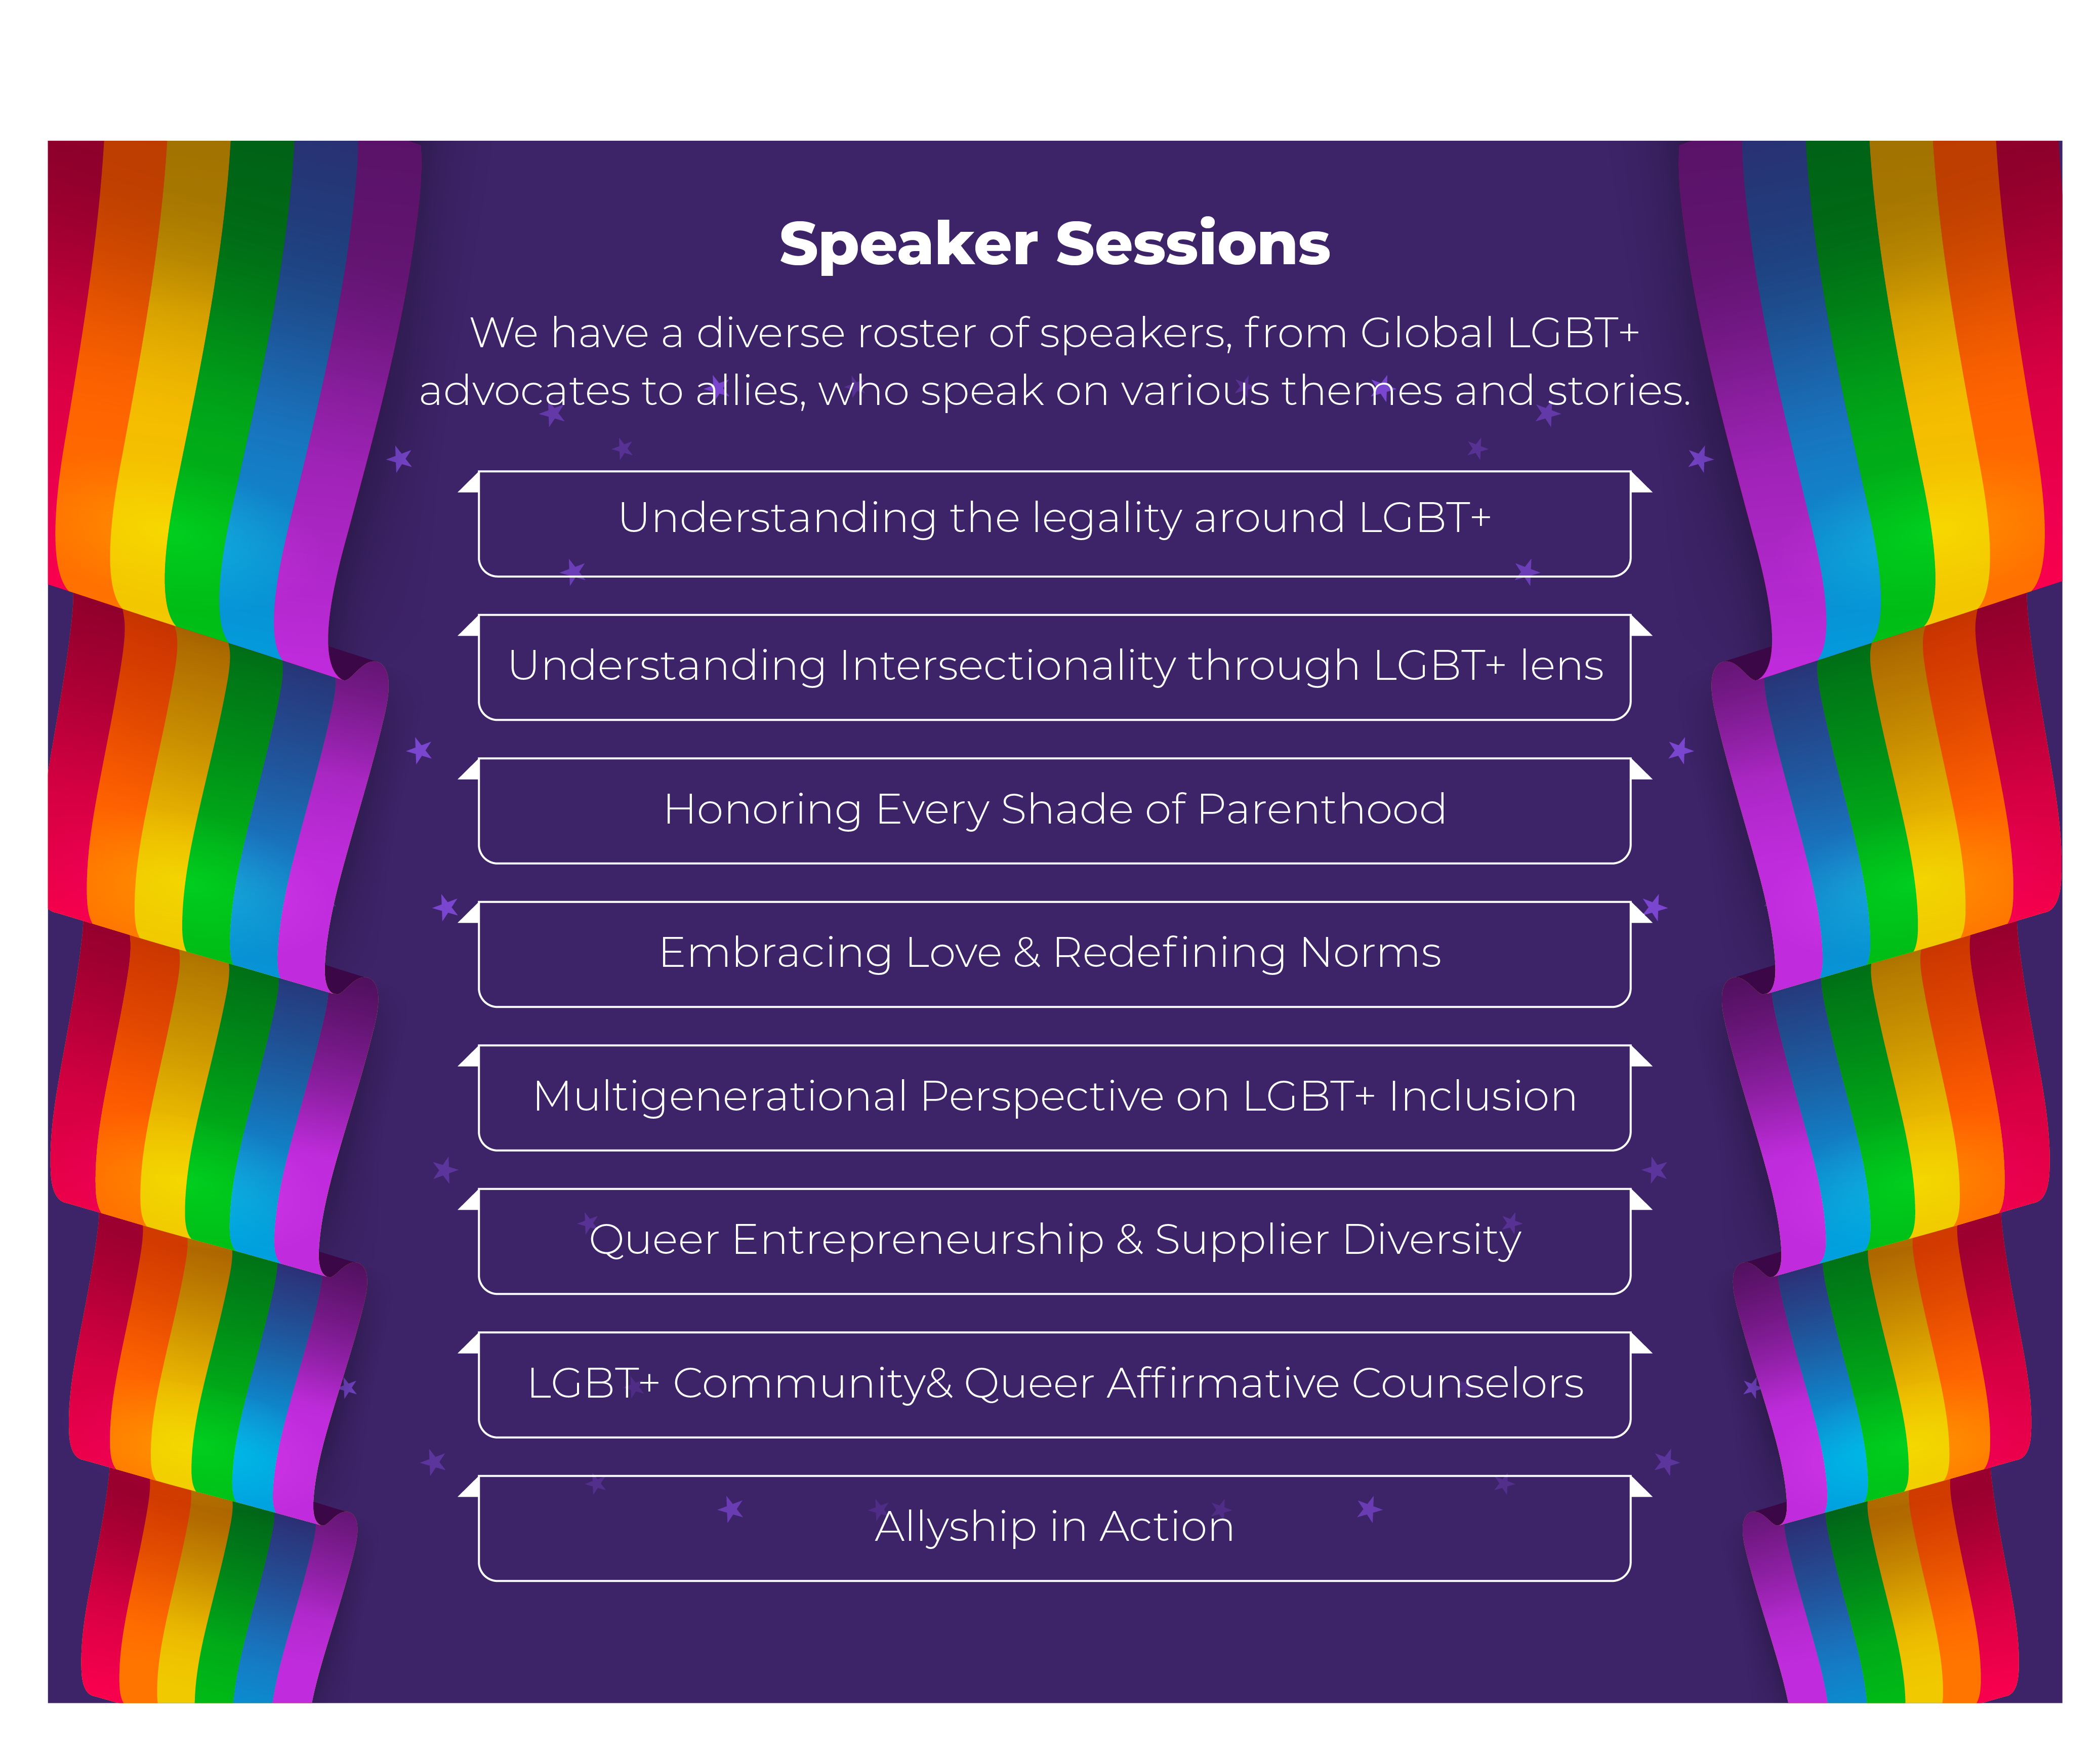 Speaker Sessions
We have a diverse roster of speakers, from Global LGBT+
advocates to allies, who speak on various themes and stories.
Understanding the legality around LGBT+
Understanding Intersectionality through LGBT+ lens
Honoring Every Shade of Parenthood
Embracing Love & Redefining Norms
Multigenerational Perspective on LGBT+ Inclusion
Queer Entrepreneurship & Supplier Diversity
LGBT+ Community& Queer Affirmative Counselors
Allyship in Action